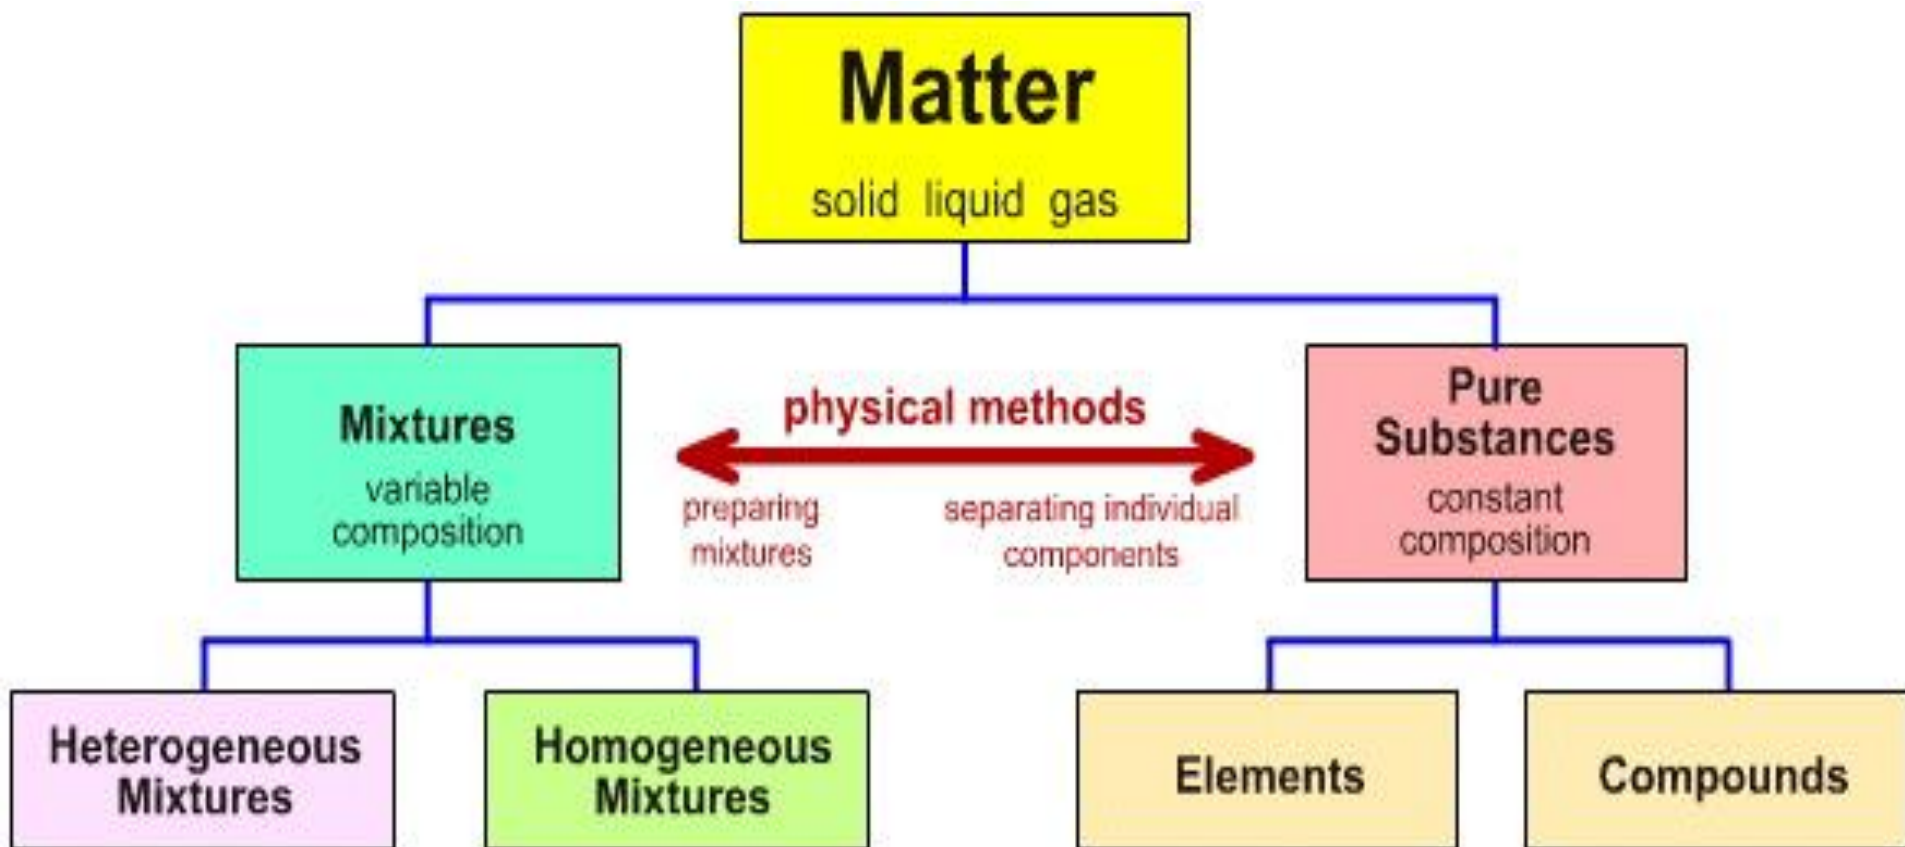 Matter
solid liquid gas
Mixtures
variable
composition
physical methods
preparing
mixtures
separating individual
components
Pure
Substances
constant
composition
Heterogeneous
Mixtures
Homogeneous
Mixtures
Elements
Compounds